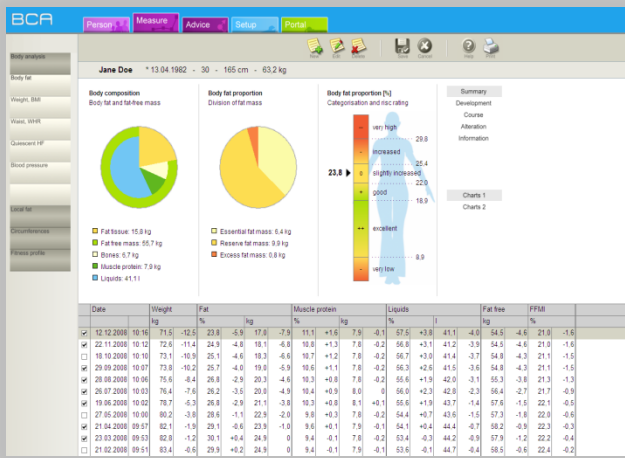 BCA
Person Measure Advice Setup Portal
New Edit Delete Save Cancel Help Print
Body analysis
Body fat
Weight, BMI
Waist, WHR
Quiescent HF
Blood pressure
Local fat
Circumferences
Fitness profile
Jane Doe * 13.04.1982 - 30 - 165 cm - 63,2 kg
Body composition
Body fat and fat-free mass
Fat tissue: 15,8 kg
Fat free mass: 55,7 kg
Bones: 6,7 kg
Muscle protein: 7,9 kg
Liquids: 41,1 l
Body fat proportion
Division of fat mass
Essential fat mass: 6,4 kg
Reserve fat mass: 9,9 kg
Excess fat mass: 0,8 kg
Body fat proportion [%]
Categorisation and risc rating
-- very high
29,8
- increased
25,4
23,8 o slightly increased
22,0
+ good
18,9
++ excellent
8,9
- very low
Summary
Development
Course
Alteration
Information
Charts 1
Charts 2
Date Weight Fat Muscle protein Liquids Fat free FFMI
kg % kg % kg % l kg %
12.12.2008 10:16 71,5 -12,5 23,8 -5,9 17,0 -7,9 11,1 +1,6 7,9 -0,1 57,5 +3,8 41,1 -4,0 54,5 -4,6 21,0 -1,6
22.11.2008 10:12 72,6 -11,4 24,9 -4,8 18,1 -6,8 10,8 +1,3 7,8 -0,2 56,8 +3,1 41,2 -3,9 54,5 -4,6 21,0 -1,6
18.10.2008 10:10 73,1 -10,9 25,1 -4,6 18,3 -6,6 10,7 +1,2 7,8 -0,2 56,7 +3,0 41,4 -3,7 54,8 -4,3 21,1 -1,5
29.09.2008 10:07 73,8 -10,2 25,7 -4,0 19,0 -5,9 10,6 +1,1 7,8 -0,2 56,3 +2,6 41,5 -3,6 54,8 -4,3 21,1 -1,5
28.08.2008 10:06 75,6 -8,4 26,8 -2,9 20,3 -4,6 10,3 +0,8 7,8 -0,2 55,6 +1,9 42,0 -3,1 55,3 -3,8 21,3 -1,3
26.07.2008 10:03 76,4 -7,6 26,2 -3,5 20,0 -4,9 10,4 +0,9 8,0 0 56,0 +2,3 42,8 -2,3 56,4 -2,7 21,7 -0,9
19.06.2008 10:02 78,7 -5,3 26,8 -2,9 21,1 -3,8 10,3 +0,8 8,1 +0,1 55,6 +1,9 43,7 -1,4 57,6 -1,5 22,1 -0,5
27.05.2008 10:00 80,2 -3,8 28,6 -1,1 22,9 -2,0 9,8 +0,3 7,8 -0,2 54,4 +0,7 43,6 -1,5 57,3 -1,8 22,0 -0,6
21.04.2008 09:57 82,1 -1,9 29,1 -0,6 23,9 -1,0 9,6 +0,1 7,9 -0,1 54,1 +0,4 44,4 -0,7 58,2 -0,9 22,3 -0,3
23.03.2008 09:53 82,8 -1,2 30,1 +0,4 24,9 0 9,4 -0,1 7,8 -0,2 53,4 -0,3 44,2 -0,9 57,9 -1,2 22,2 -0,4
21.02.2008 09:51 83,4 -0,6 29,9 +0,2 24,9 0 9,4 -0,1 7,9 -0,1 53,6 -0,1 44,7 -0,4 58,5 -0,6 22,4 -0,2